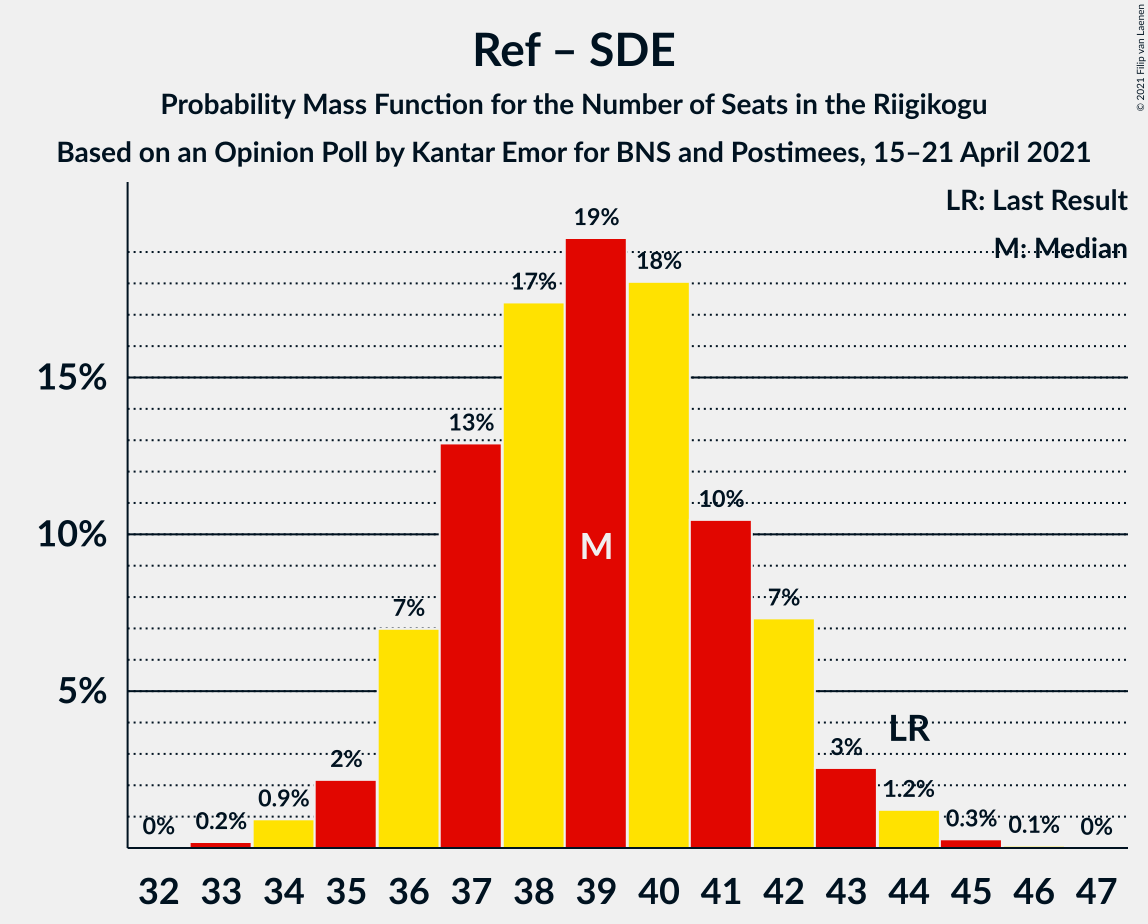 Ref – SDE
Probability Mass Function for the Number of Seats in the Riigikogu
Based on an Opinion Poll by Kantar Emor for BNS and Postimees, 15–21 April 2021
© 2021 Filip van Laenen
LR: Last Result
M: Median
15%
10%
5%
0%
0.2%
0.9%
2%
7%
13%
17%
19%
18%
10%
7%
3%
1.2%
0.3%
0.1%
0%
M
LR
32 33 34 35 36 37 38 39 40 41 42 43 44 45 46 47